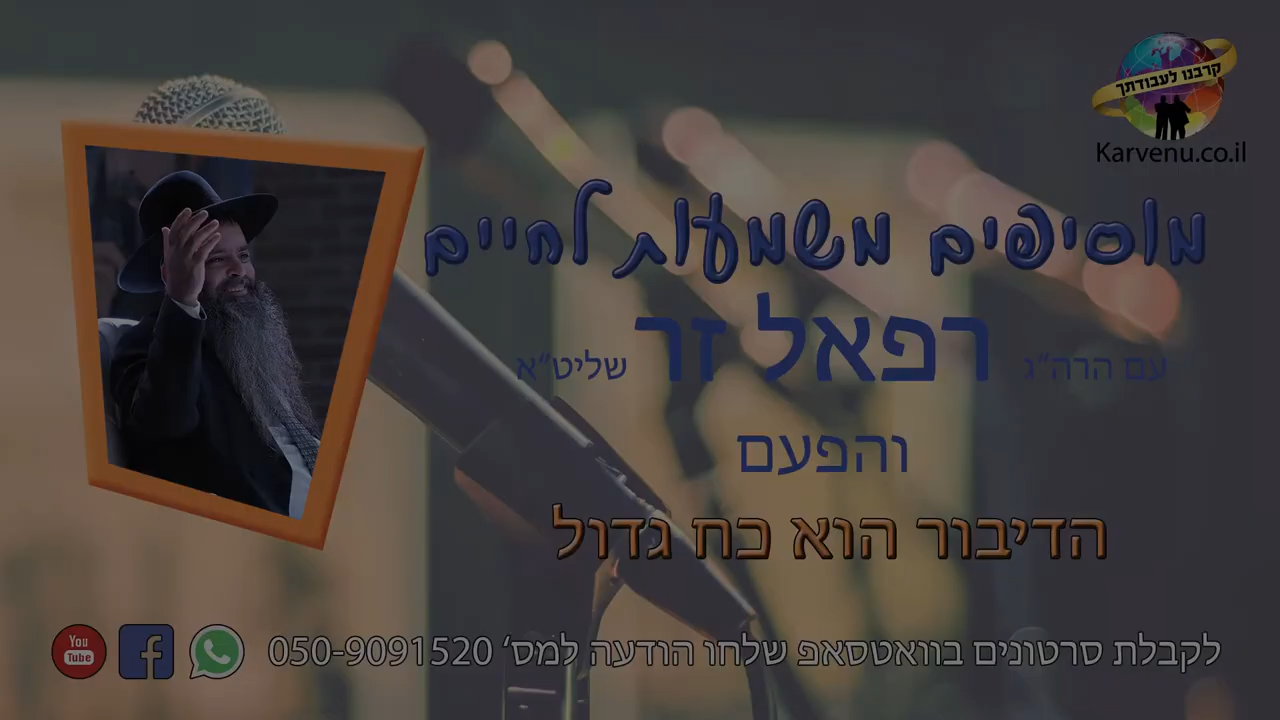 קרבנו לעבודתך
Karvenu.co.il
מוסיפים משמעות לחיים
עם הרה״ג רפאל זר שליט״א
והפעם
הדיבור הוא כח גדול
לקבלת סרטונים בוואטסאפ שלחו הודעה למס׳ 050-9091520
You
Tube